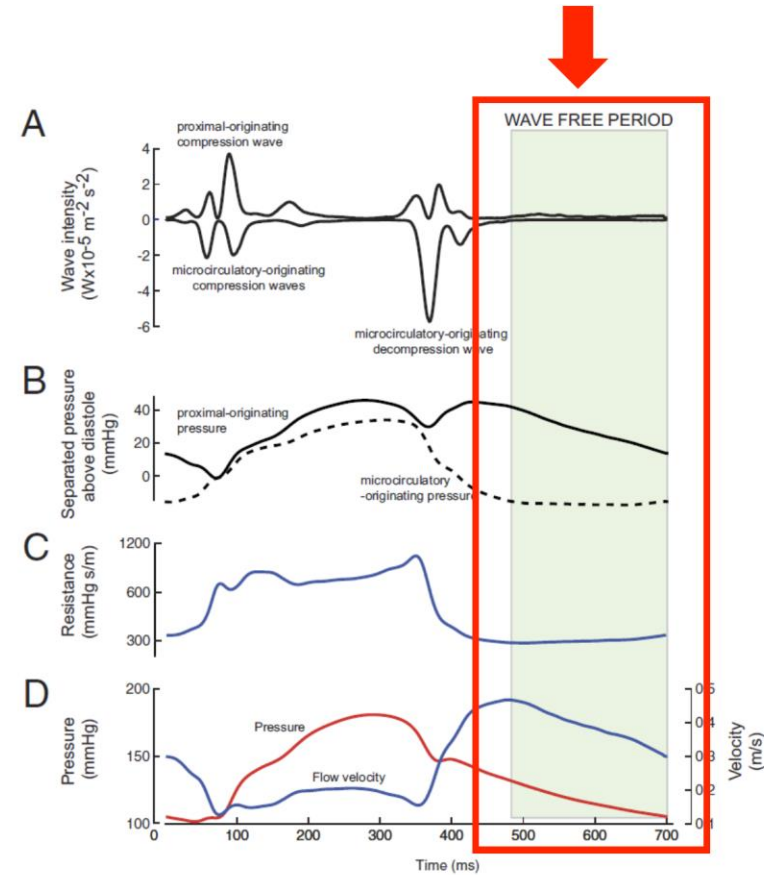 WAVE FREE PERIOD
A
proximal-originating
compression wave
Wave intensity
(Wx10-5 m-2 s-2)
4
2
0
-2
-4
-6
microcirculatory-originating
compression waves
microcirculatory-originating
decompression wave
B
Separated pressure
above diastole
(mmHg)
40
20
0
proximal-originating
pressure
microcirculatory
-originating pressure
C
Resistance
(mmHg s/m)
1200
600
300
D
Pressure
(mmHg)
200
150
100
Pressure
Flow velocity
0.5
0.4
0.3
0.2
0.1
Velocity
(m/s)
0 100 200 300 400 500 600 700
Time (ms)